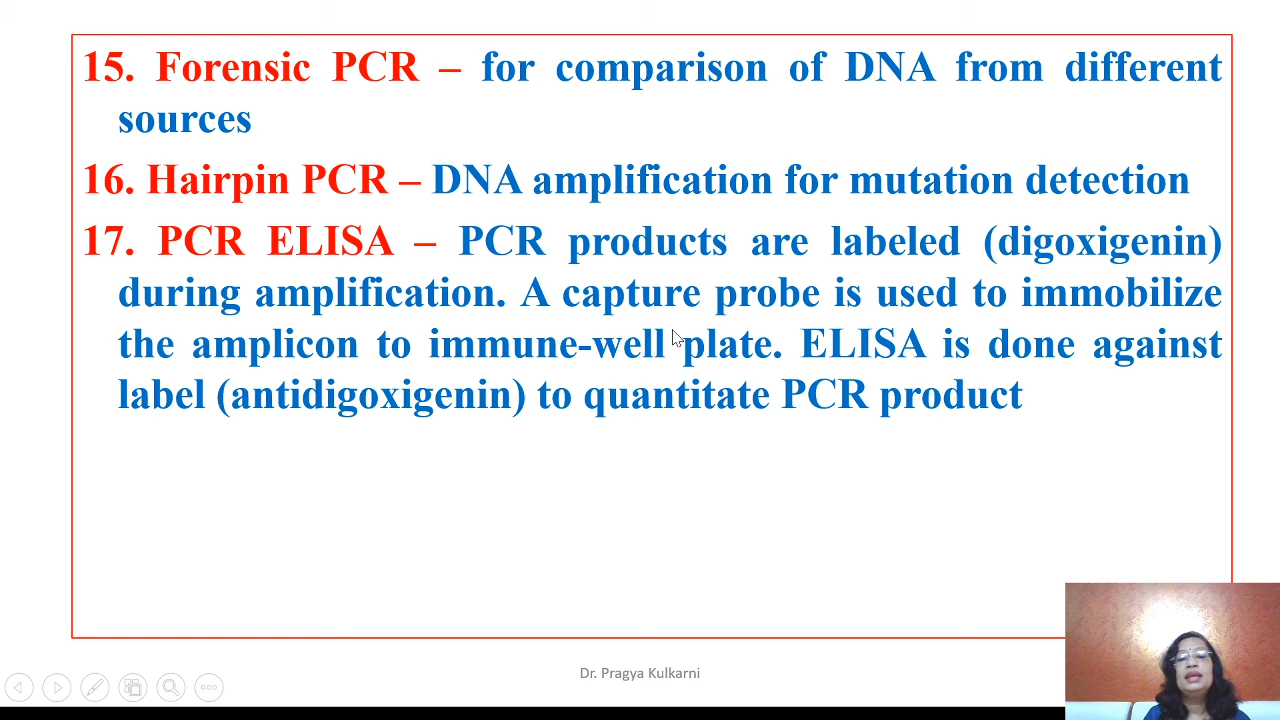 15. Forensic PCR – for comparison of DNA from different
sources
16. Hairpin PCR – DNA amplification for mutation detection
17. PCR ELISA – PCR products are labeled (digoxigenin)
during amplification. A capture probe is used to immobilize
the amplicon to immune-well plate. ELISA is done against
label (antidigoxigenin) to quantitate PCR product
Dr. Pragya Kulkarni